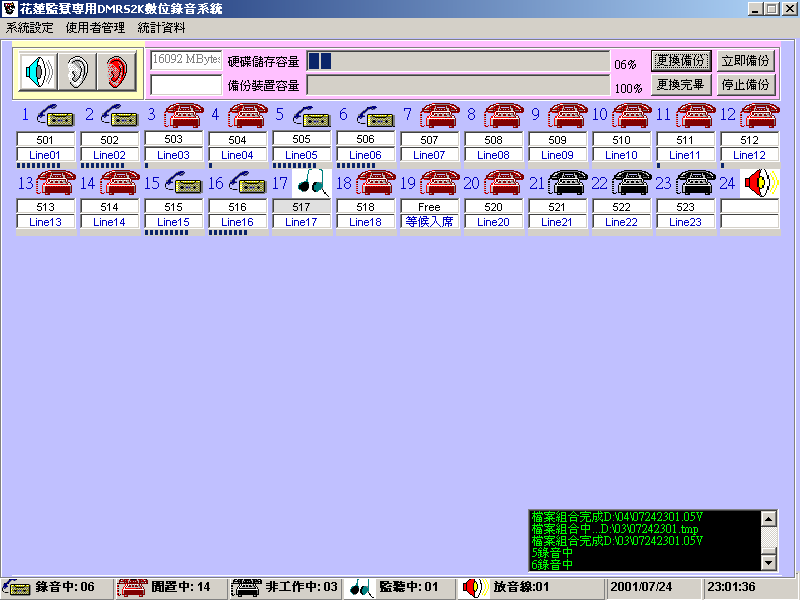 花蓮監獄專用DMRS2K數位錄音系統
系統設定 使用者管理 統計資料
16092 MBytes 硬碟儲存容量 06% 更換備份 立即備份
備份裝置容量 100% 更換完畢 停止備份
1 2 3 4 5 6 7 8 9 10 11 12
501 502 503 504 505 506 507 508 509 510 511 512
Line01 Line02 Line03 Line04 Line05 Line06 Line07 Line08 Line09 Line10 Line11 Line12
13 14 15 16 17 18 19 20 21 22 23 24
513 514 515 516 517 518 Free 520 521 522 523
Line13 Line14 Line15 Line16 Line17 Line18 等候入席 Line20 Line21 Line22 Line23
檔案組合完成D:\04\07242301.05V
檔案組合中...D:\03\07242301.tmp
檔案組合完成D:\03\07242301.05V
5錄音中
6錄音中
錄音中: 06 閒置中: 14 非工作中: 03 監聽中: 01 放音線:01 2001/07/24 23:01:36